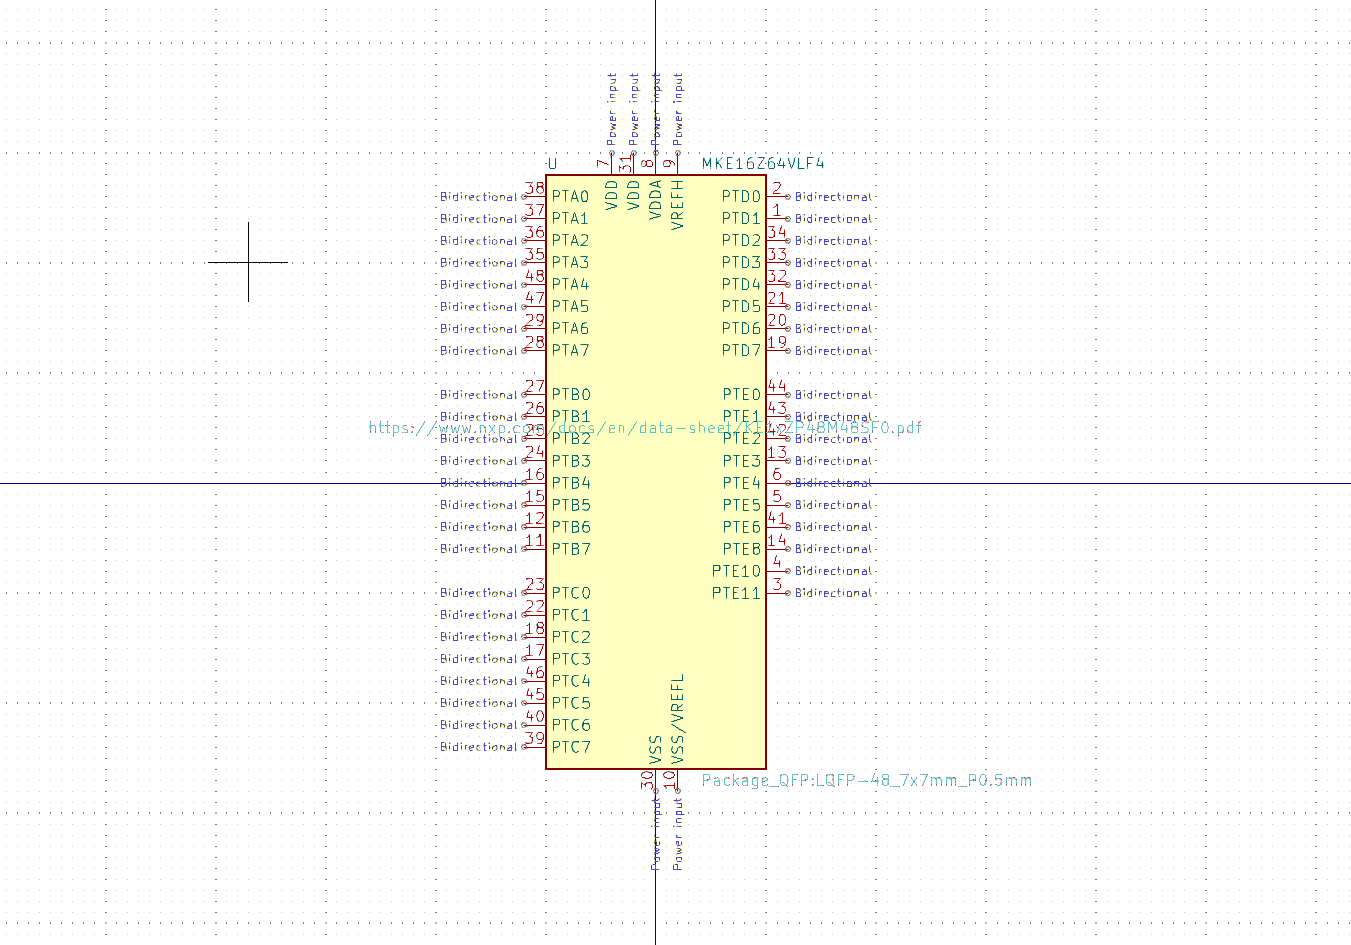 Power input Power input Power input Power input
U 7 31 8 9 MKE16Z64VLF4
VDD VDD VDDA VREFH
Bidirectional 38 PTA0 PTD0 2 Bidirectional
Bidirectional 37 PTA1 PTD1 1 Bidirectional
Bidirectional 36 PTA2 PTD2 34 Bidirectional
Bidirectional 35 PTA3 PTD3 33 Bidirectional
Bidirectional 48 PTA4 PTD4 32 Bidirectional
Bidirectional 47 PTA5 PTD5 21 Bidirectional
Bidirectional 29 PTA6 PTD6 20 Bidirectional
Bidirectional 28 PTA7 PTD7 19 Bidirectional
Bidirectional 27 PTB0 PTE0 44 Bidirectional
Bidirectional 26 PTB1 PTE1 43 Bidirectional
https://www.nxp.com/docs/en/data-sheet/KE1xZP48M48SF0.pdf
Bidirectional 25 PTB2 PTE2 42 Bidirectional
Bidirectional 24 PTB3 PTE3 13 Bidirectional
Bidirectional 16 PTB4 PTE4 6 Bidirectional
Bidirectional 15 PTB5 PTE5 5 Bidirectional
Bidirectional 12 PTB6 PTE6 41 Bidirectional
Bidirectional 11 PTB7 PTE8 14 Bidirectional
PTE10 4 Bidirectional
Bidirectional 23 PTC0 PTE11 3 Bidirectional
Bidirectional 22 PTC1
Bidirectional 18 PTC2
Bidirectional 17 PTC3
Bidirectional 46 PTC4
Bidirectional 45 PTC5
Bidirectional 40 PTC6
Bidirectional 39 PTC7
VSS VSS/VREFL
30 10 Package_QFP:LQFP-48_7x7mm_P0.5mm
Power input Power input